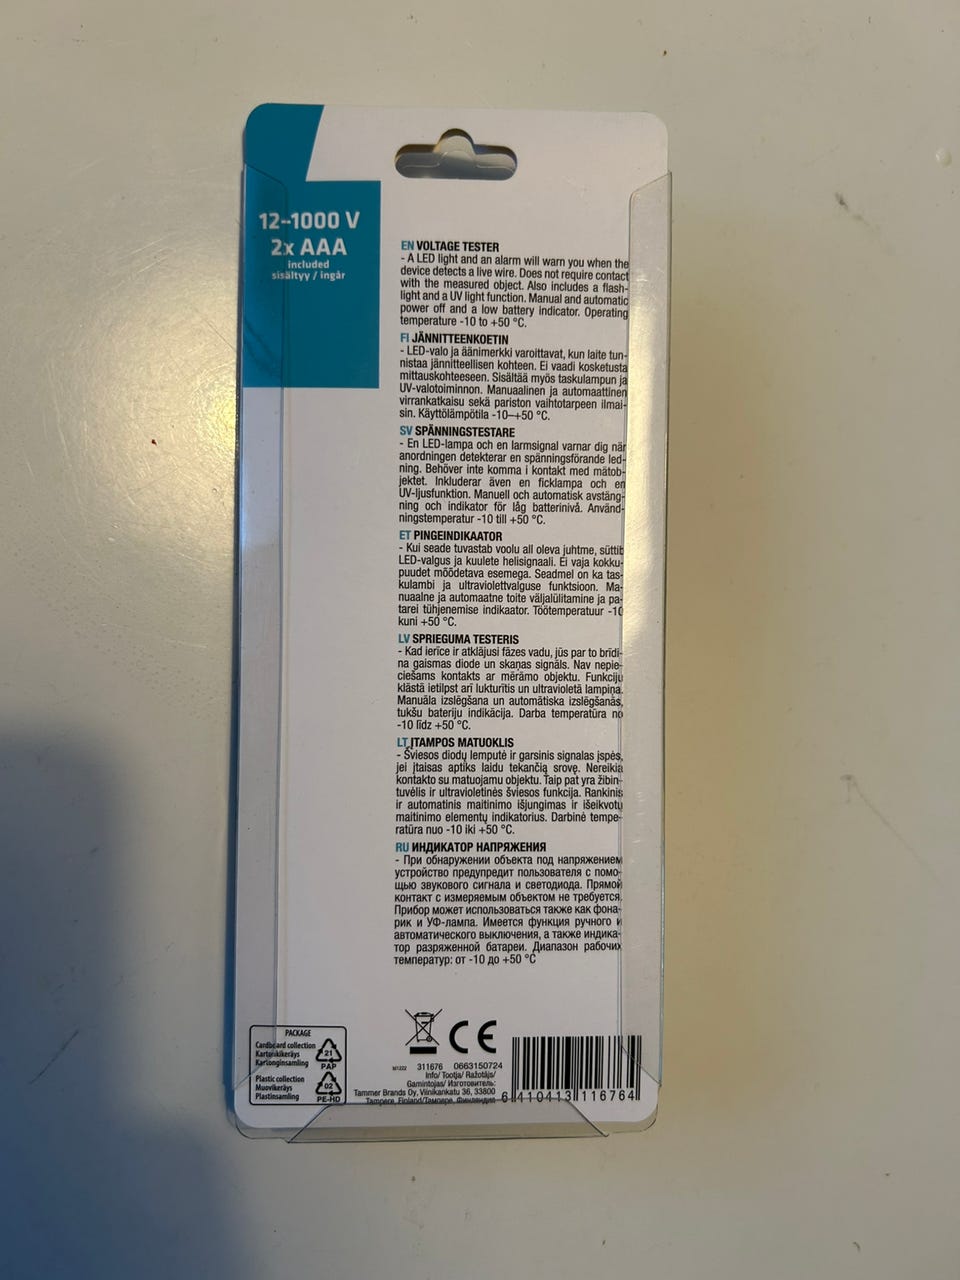 12–1000 V
2x AAA
included
sisältyy / ingår
EN VOLTAGE TESTER
- A LED light and an alarm will warn you when the
device detects a live wire. Does not require contact
with the measured object. Also includes a flash-
light and a UV light function. Manual and automatic
power off and a low battery indicator. Operating
temperature -10 to +50 °C.
FI JÄNNITTEENKOETIN
- LED-valo ja äänimerkki varoittavat, kun laite tun-
nistaa jännitteellisen kohteen. Ei vaadi kosketusta
mittauskohteeseen. Sisältää myös taskulampun ja
UV-valotoiminnon. Manuaalinen ja automaattinen
virrankatkaisu sekä pariston vaihtotarpeen ilmai-
sin. Käyttölämpötila -10–+50 °C.
SV SPÄNNINGSTESTARE
- En LED-lampa och en larmsignal varnar dig när
anordningen detekterar en spänningsförande led-
ning. Behöver inte komma i kontakt med mätob-
jektet. Inkluderar även en ficklampa och en
UV-ljusfunktion. Manuell och automatisk avstäng-
ning och indikator för låg batterinivå. Använd-
ningstemperatur -10 till +50 °C.
ET PINGEINDIKAATOR
- Kui seade tuvastab voolu all oleva juhtme, süttib
LED-valgus ja kuulete helisignaali. Ei vaja kokku-
puudet mõõdetava esemega. Seadmel on ka tas-
kulambi ja ultraviolettvalguse funktsioon. Ma-
nuaalne ja automaatne toite väljalülitamine ja pa-
tarei tühjenemise indikaator. Töötemperatuur -10
kuni +50 °C.
LV SPRIEGUMA TESTERIS
- Kad ierīce ir atklājusi fāzes vadu, jūs par to brīdi-
na gaismas diode un skaņas signāls. Nav nepie-
ciešams kontakts ar mērāmo objektu. Funkciju
klāstā ietilpst arī lukturītis un ultravioletā lampiņa.
Manuāla izslēgšana un automātiska izslēgšanās,
tukšu bateriju indikācija. Darba temperatūra no
-10 līdz +50 °C.
LT ĮTAMPOS MATUOKLIS
- Šviesos diodų lemputė ir garsinis signalas įspės,
jei įtaisas aptiks laidu tekančią srovę. Nereikia
kontakto su matuojamu objektu. Taip pat yra žibin-
tuvėlis ir ultravioletinės šviesos funkcija. Rankinis
ir automatinis maitinimo išjungimas ir išeikvotų
maitinimo elementų indikatorius. Darbinė tempe-
ratūra nuo -10 iki +50 °C.
RU ИНДИКАТОР НАПРЯЖЕНИЯ
- При обнаружении объекта под напряжением
устройство предупредит пользователя с помо-
щью звукового сигнала и светодиода. Прямой
контакт с измеряемым объектом не требуется.
Прибор может использоваться также как фона-
рик и УФ-лампа. Имеется функция ручного и
автоматического выключения, а также индика-
тор разряженной батареи. Диапазон рабочих
температур: от -10 до +50 °C
PACKAGE
Cardboard collection
Kartonkikeräys
Kartonginsamling
21
PAP
Plastic collection
Muovikeräys
Plastinsamling
02
PE-HD
CE
M1222 311676 0663150724
Info/ Tootja/ Ražotājs/
Gamintojas/ Изготовитель:
Tammer Brands Oy, Viinikankatu 36, 33800
Tampere, Finland/Тампере, Финляндия
6 410413 116764